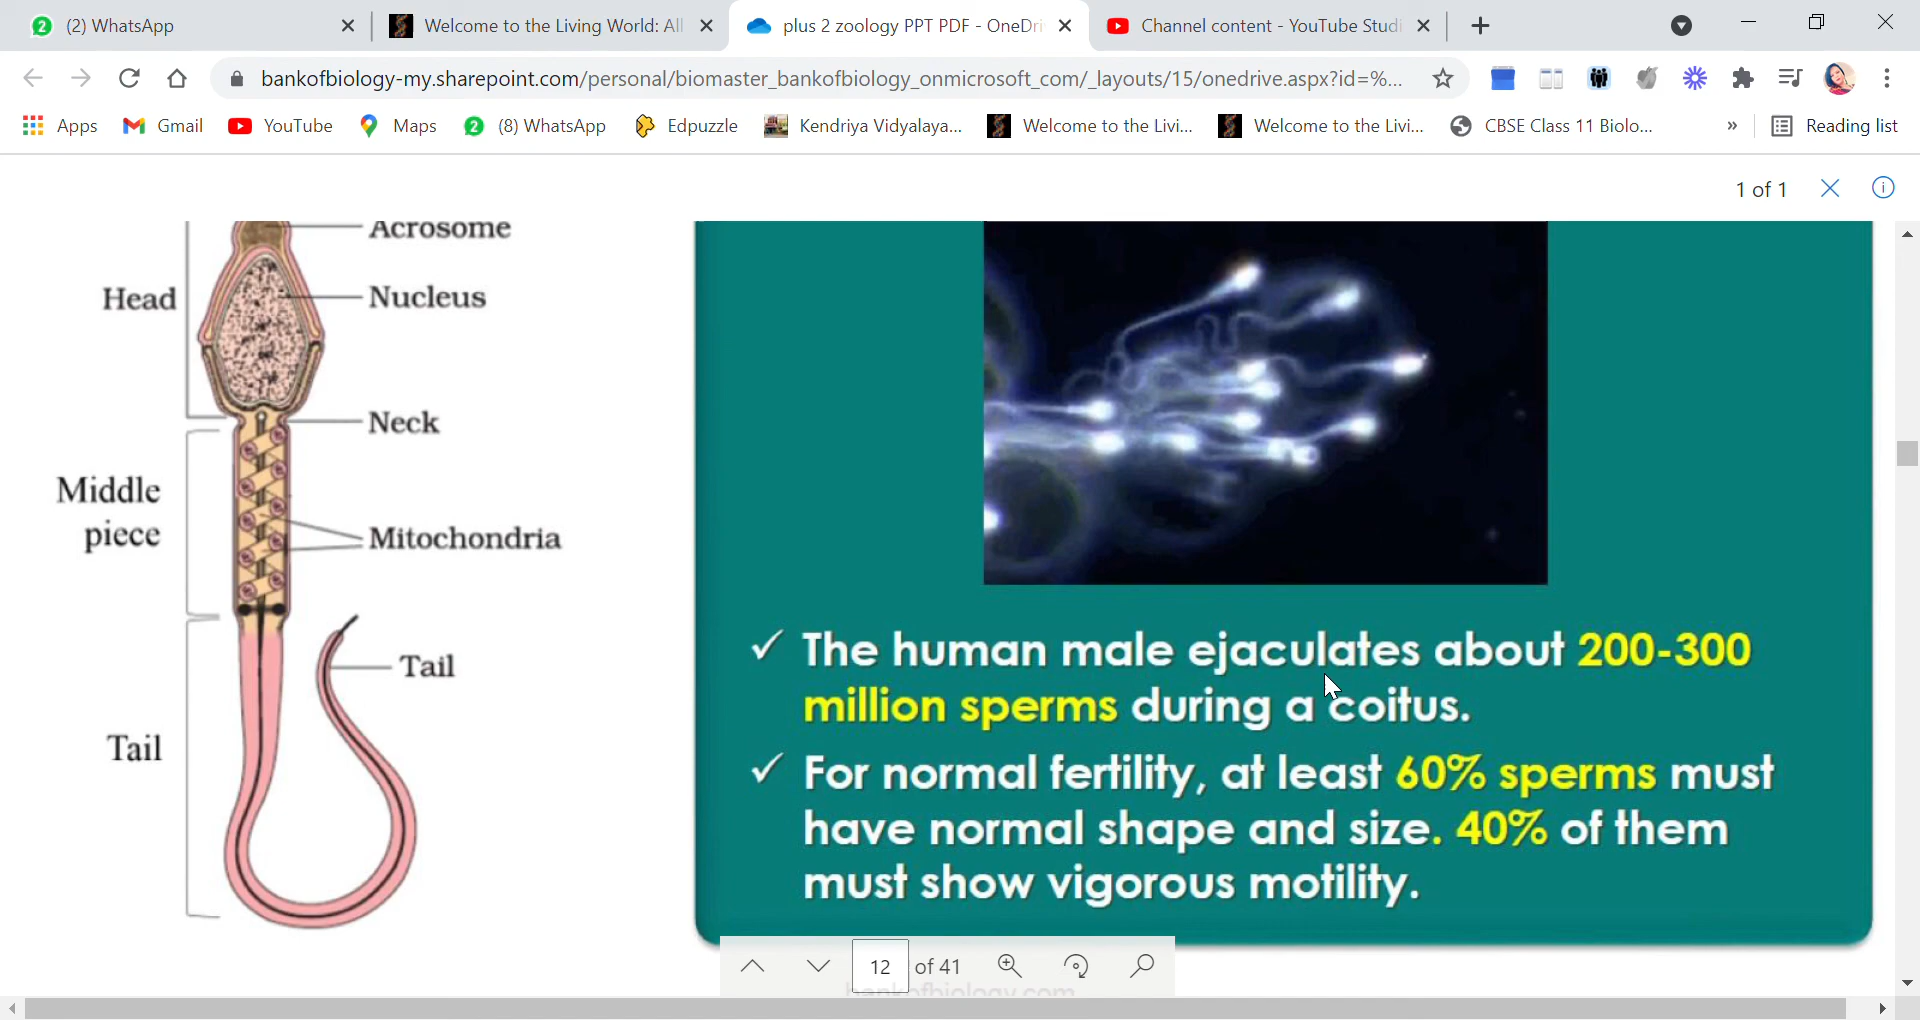 2 (2) WhatsApp
Welcome to the Living World: All
plus 2 zoology PPT PDF - OneDri
Channel content - YouTube Studi
bankofbiology-my.sharepoint.com/personal/biomaster_bankofbiology_onmicrosoft_com/_layouts/15/onedrive.aspx?id=%...
Apps
Gmail
YouTube
Maps
2 (8) WhatsApp
Edpuzzle
Kendriya Vidyalaya...
Welcome to the Livi...
Welcome to the Livi...
CBSE Class 11 Biolo...
»
Reading list
1 of 1
Acrosome
Head
Nucleus
Neck
Middle
piece
Mitochondria
Tail
Tail
✓ The human male ejaculates about 200-300
million sperms during a coitus.
✓ For normal fertility, at least 60% sperms must
have normal shape and size. 40% of them
must show vigorous motility.
12 of 41
bankofbiology.com